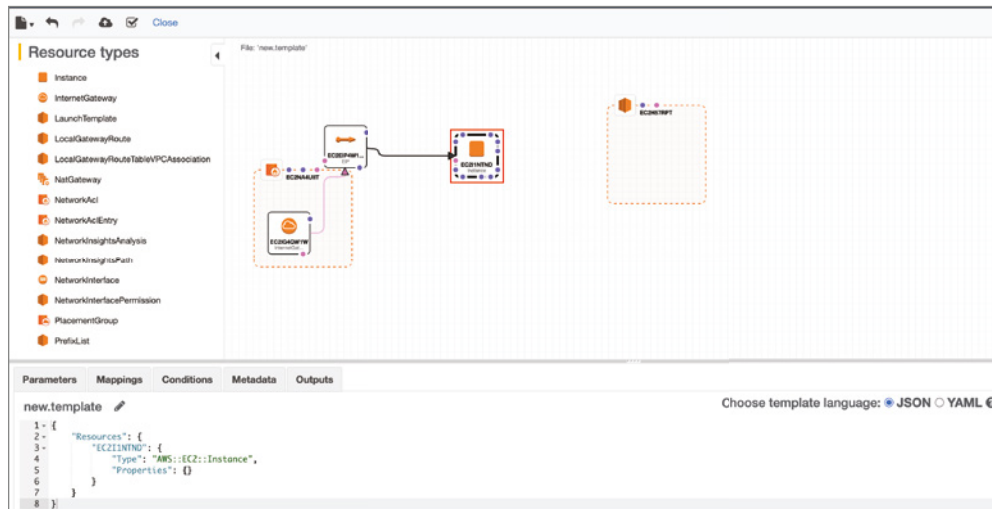 Close
Resource types
File: 'new.template'
Instance
InternetGateway
LaunchTemplate
LocalGatewayRoute
LocalGatewayRouteTableVPCAssociation
NatGateway
NetworkAcl
NetworkAclEntry
NetworkInsightsAnalysis
NetworkInsightsPath
NetworkInterface
NetworkInterfacePermission
PlacementGroup
PrefixList
EIP
EC2I1NTND
Instance
InternetGat...
Parameters Mappings Conditions Metadata Outputs
new.template
Choose template language: JSON YAML
1 {
2 "Resources": {
3 "EC2I1NTND": {
4 "Type": "AWS::EC2::Instance",
5 "Properties": {}
6 }
7 }
8 }